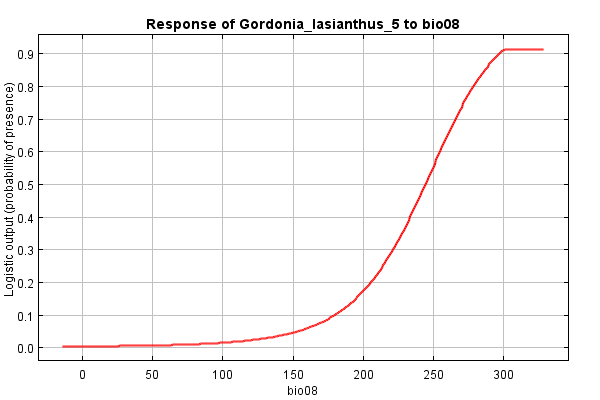 Response of Gordonia_lasianthus_5 to bio08
Logistic output (probability of presence)
0.9
0.8
0.7
0.6
0.5
0.4
0.3
0.2
0.1
0.0
0 50 100 150 200 250 300
bio08